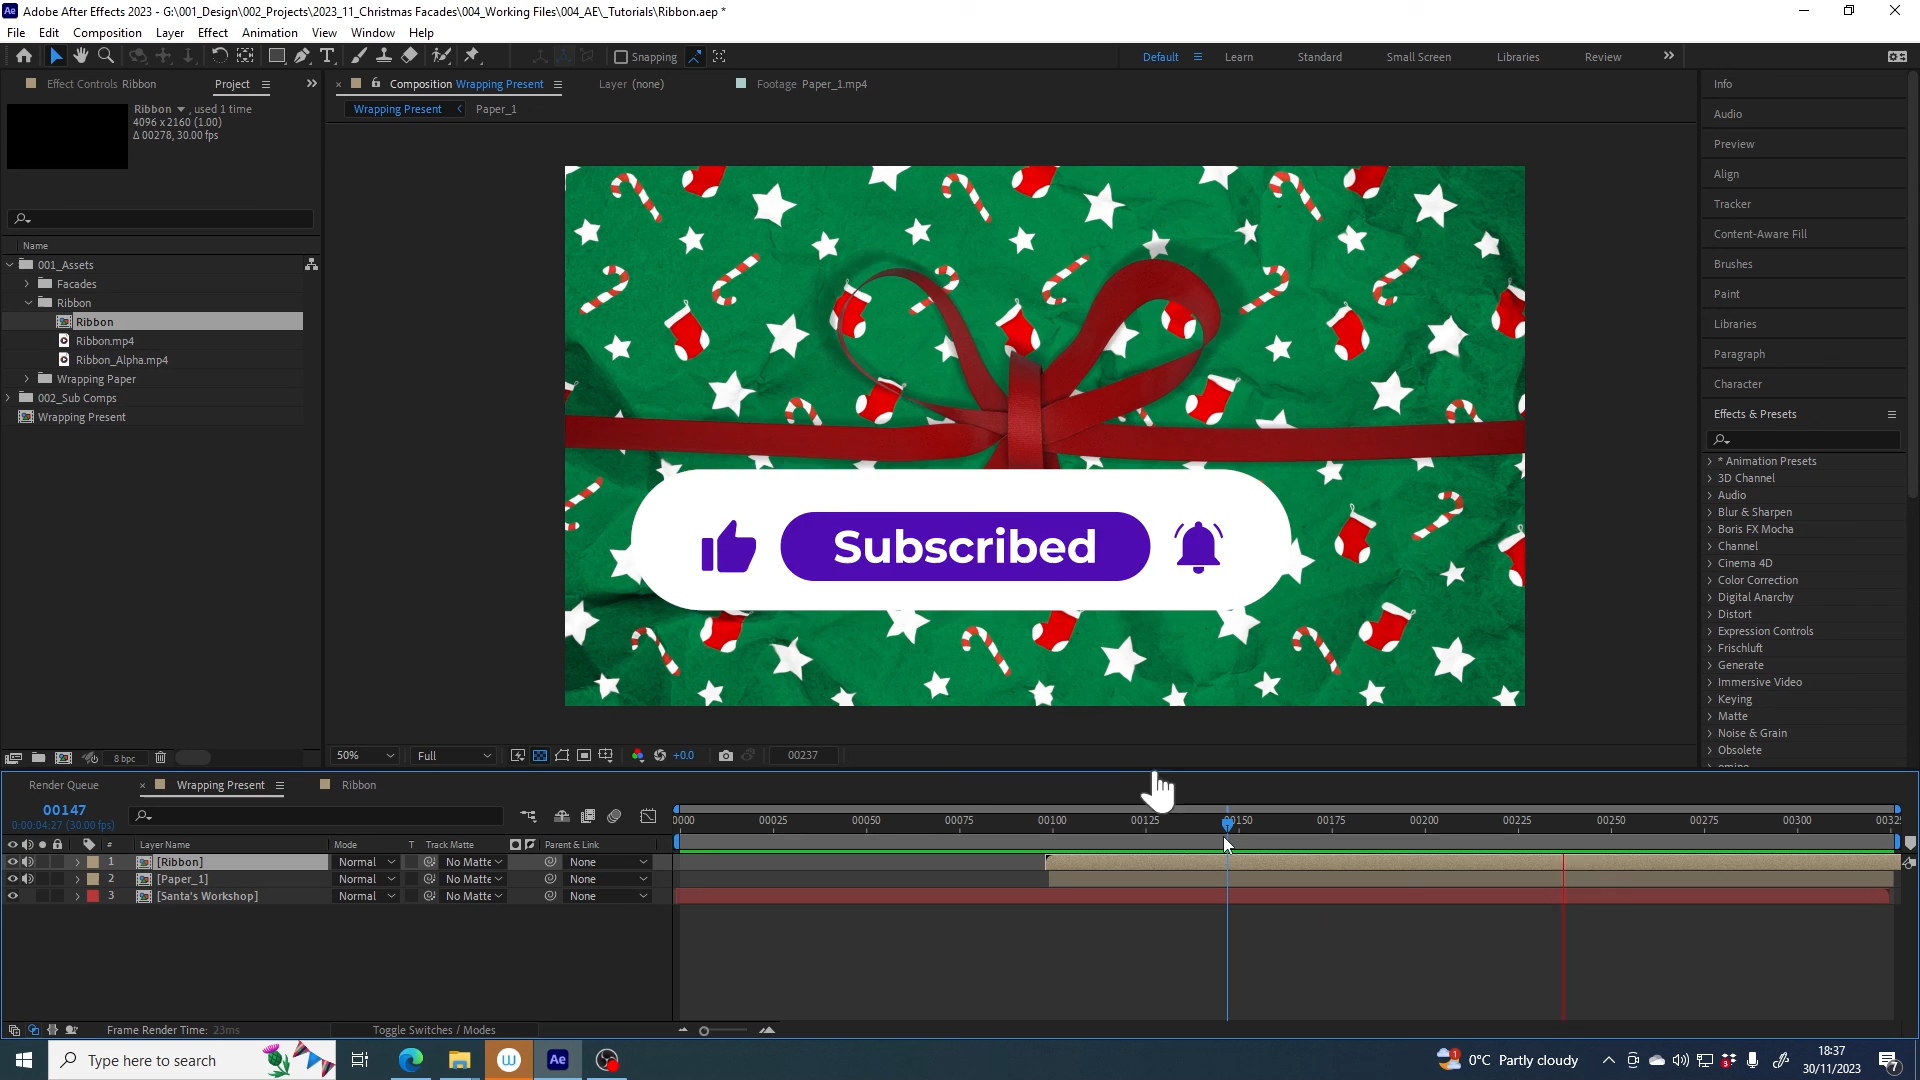 Adobe After Effects 2023 - G:\001_Design\002_Projects\2023_11_Christmas Facades\004_Working Files\004_AE\_Tutorials\Ribbon.aep *
File Edit Composition Layer Effect Animation View Window Help
Snapping
Default Learn Standard Small Screen Libraries Review
Effect Controls Ribbon Project
Composition Wrapping Present Layer (none) Footage Paper_1.mp4
Wrapping Present Paper_1
Ribbon , used 1 time
4096 x 2160 (1.00)
Δ 00278, 30.00 fps
Name
001_Assets
Facades
Ribbon
Ribbon
Ribbon.mp4
Ribbon_Alpha.mp4
Wrapping Paper
002_Sub Comps
Wrapping Present
8 bpc
Subscribed
50% Full +0.0 00237
Info
Audio
Preview
Align
Tracker
Content-Aware Fill
Brushes
Paint
Libraries
Paragraph
Character
Effects & Presets
* Animation Presets
3D Channel
Audio
Blur & Sharpen
Boris FX Mocha
Channel
Cinema 4D
Color Correction
Digital Anarchy
Distort
Expression Controls
Frischluft
Generate
Immersive Video
Keying
Matte
Noise & Grain
Obsolete
Render Queue Wrapping Present Ribbon
00147
0:00:04:27 (30.00 fps)
0000 00025 00050 00075 00100 00125 00150 00175 00200 00225 00250 00275 00300 0032
# Layer Name Mode T Track Matte Parent & Link
1 [Ribbon] Normal No Matte None
2 [Paper_1] Normal No Matte None
3 [Santa's Workshop] Normal No Matte None
Frame Render Time: 23ms Toggle Switches / Modes
Type here to search
Ae
0°C Partly cloudy
18:37
30/11/2023
7